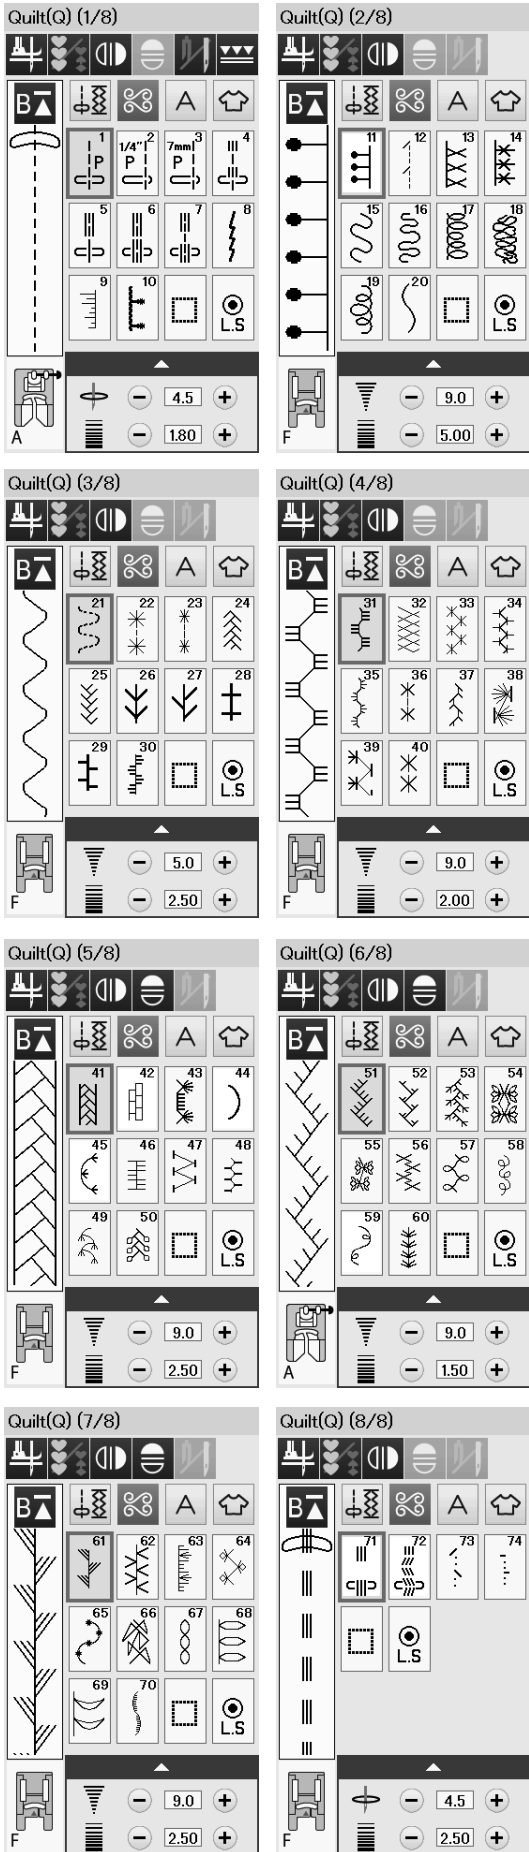 Quilt(Q) (1/8)
B A
1 2 3 4
P 1/4" P 7mm P
5 6 7 8
9 10
L.S
4.5
A
1.80
Quilt(Q) (2/8)
B A
11 12 13 14
15 16 17 18
19 20
L.S
9.0
F
5.00
Quilt(Q) (3/8)
B A
21 22 23 24
25 26 27 28
29 30
L.S
5.0
F
2.50
Quilt(Q) (4/8)
B A
31 32 33 34
35 36 37 38
39 40
L.S
9.0
F
2.00
Quilt(Q) (5/8)
B A
41 42 43 44
45 46 47 48
49 50
L.S
9.0
F
2.50
Quilt(Q) (6/8)
B A
51 52 53 54
55 56 57 58
59 60
L.S
9.0
A
1.50
Quilt(Q) (7/8)
B A
61 62 63 64
65 66 67 68
69 70
L.S
9.0
F
2.50
Quilt(Q) (8/8)
B A
71 72 73 74
L.S
4.5
F
2.50